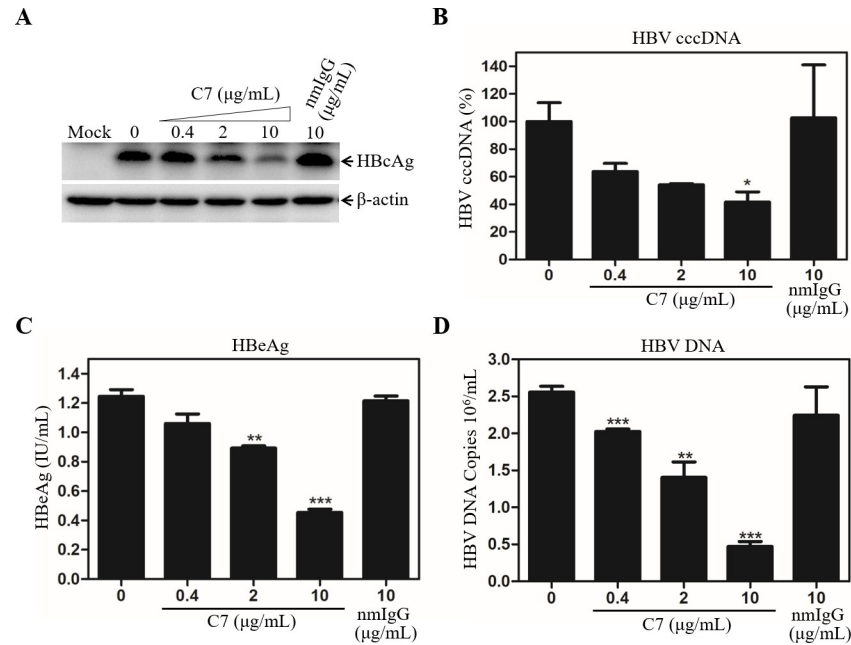 A
C7 (μg/mL)
nmIgG
(μg/mL)
Mock 0 0.4 2 10 10
HBcAg
β-actin
B
HBV cccDNA
HBV cccDNA (%)
140
120
100
80
60
40
20
0
*
0 0.4 2 10 10
C7 (μg/mL)
nmIgG
(μg/mL)
C
HBeAg
HBeAg (IU/mL)
1.4
1.2
1.0
0.8
0.6
0.4
0.2
0.0
**
***
0 0.4 2 10 10
C7 (μg/mL)
nmIgG
(μg/mL)
D
HBV DNA
HBV DNA Copies 10⁶/mL
3.0
2.5
2.0
1.5
1.0
0.5
0.0
***
**
***
0 0.4 2 10 10
C7 (μg/mL)
nmIgG
(μg/mL)